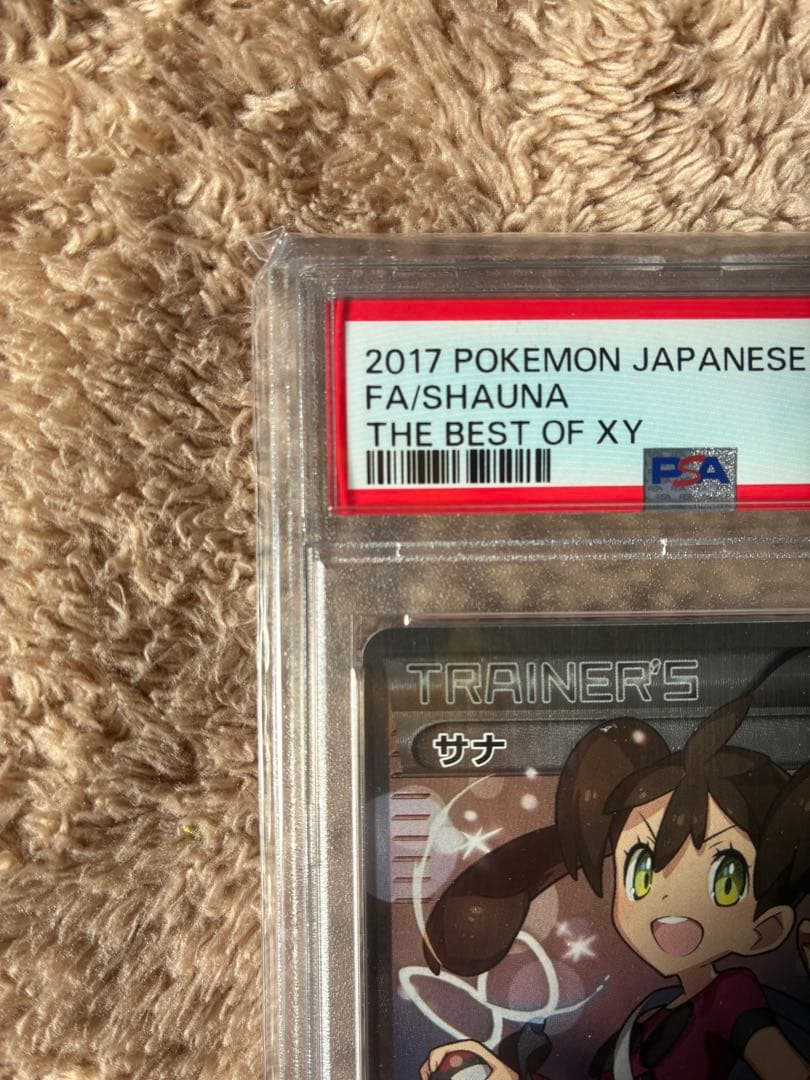 2017 POKEMON JAPANESE
FA/SHAUNA
THE BEST OF XY
PSA
TRAINER'S
サナ